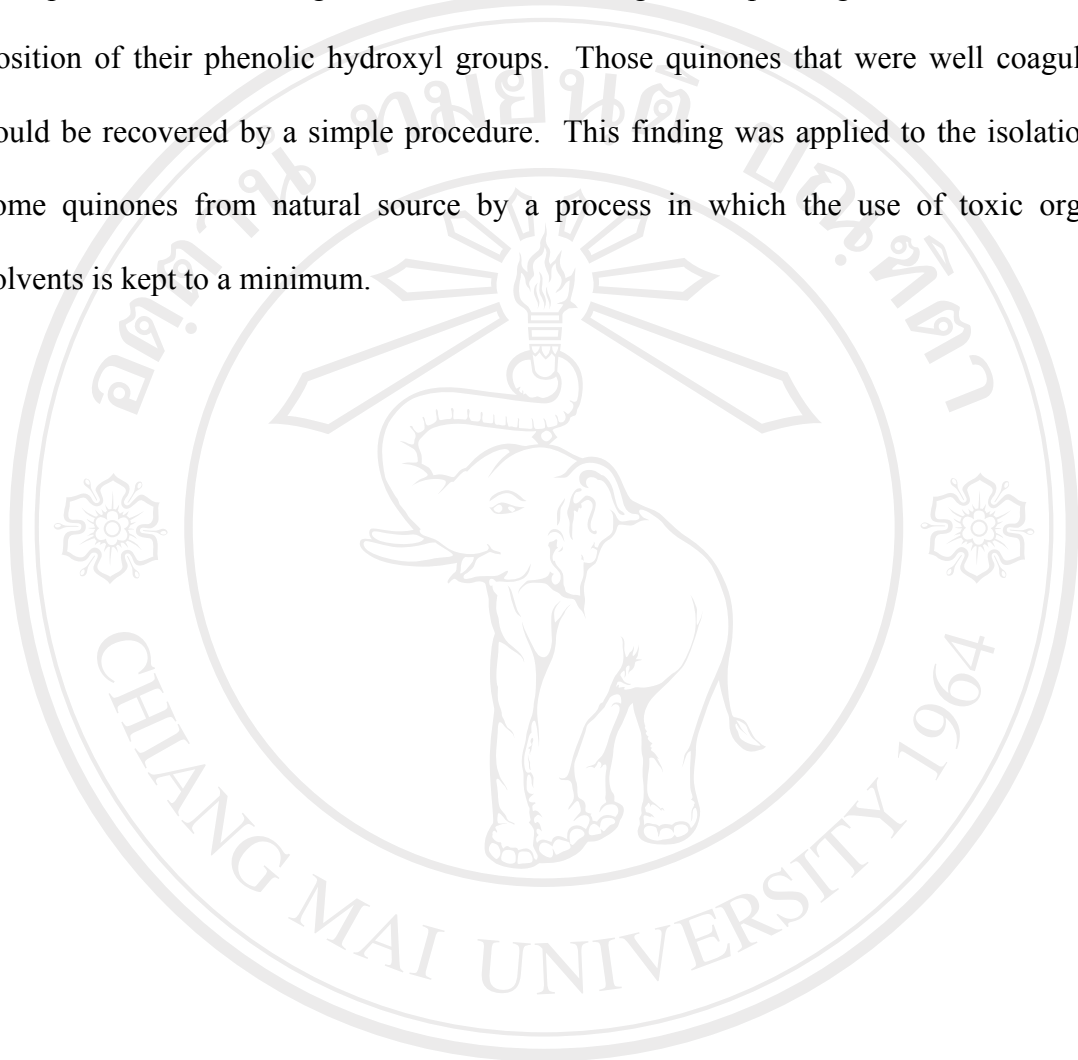 osition of their phenolic hydroxyl groups. Those quinones that were well coagul
ould be recovered by a simple procedure. This finding was applied to the isolatio
ome quinones from natural source by a process in which the use of toxic org
olvents is kept to a minimum.
CHIANG MAI UNIVERSITY 1964